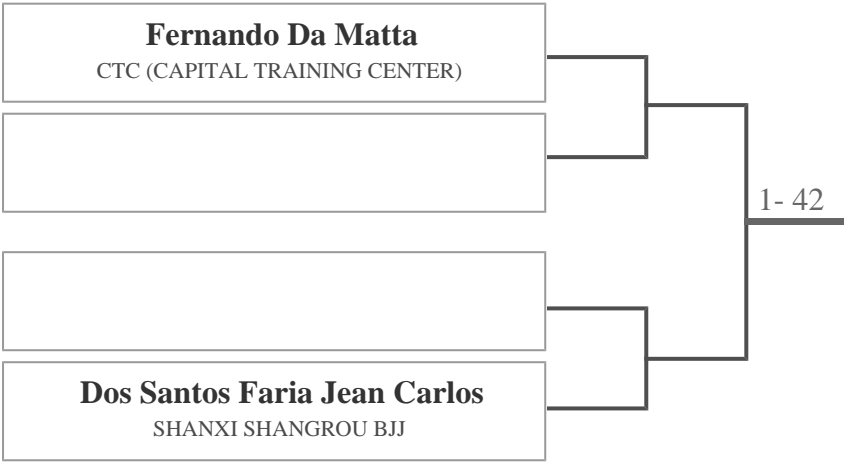 Fernando Da Matta
CTC (CAPITAL TRAINING CENTER)
1- 42
Dos Santos Faria Jean Carlos
SHANXI SHANGROU BJJ